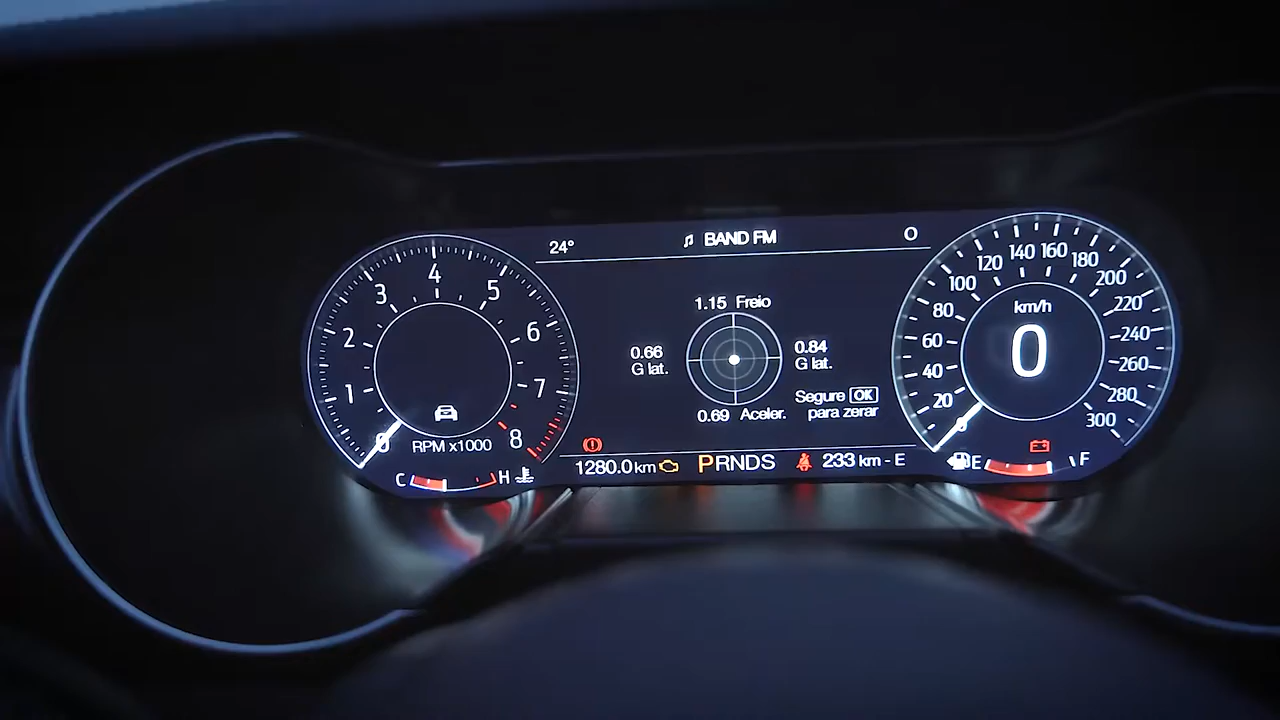 24° BAND FM O
1 2 3 4 5 6 7 8
0
RPM x1000
C H
1.15 Freio
0.66
G lat.
0.84
G lat.
0.69 Aceler.
Segure OK
para zerar
1280.0 km PRNDS 233 km - E
0 20 40 60 80 100 120 140 160 180 200 220 240 260 280 300
km/h
0
E F